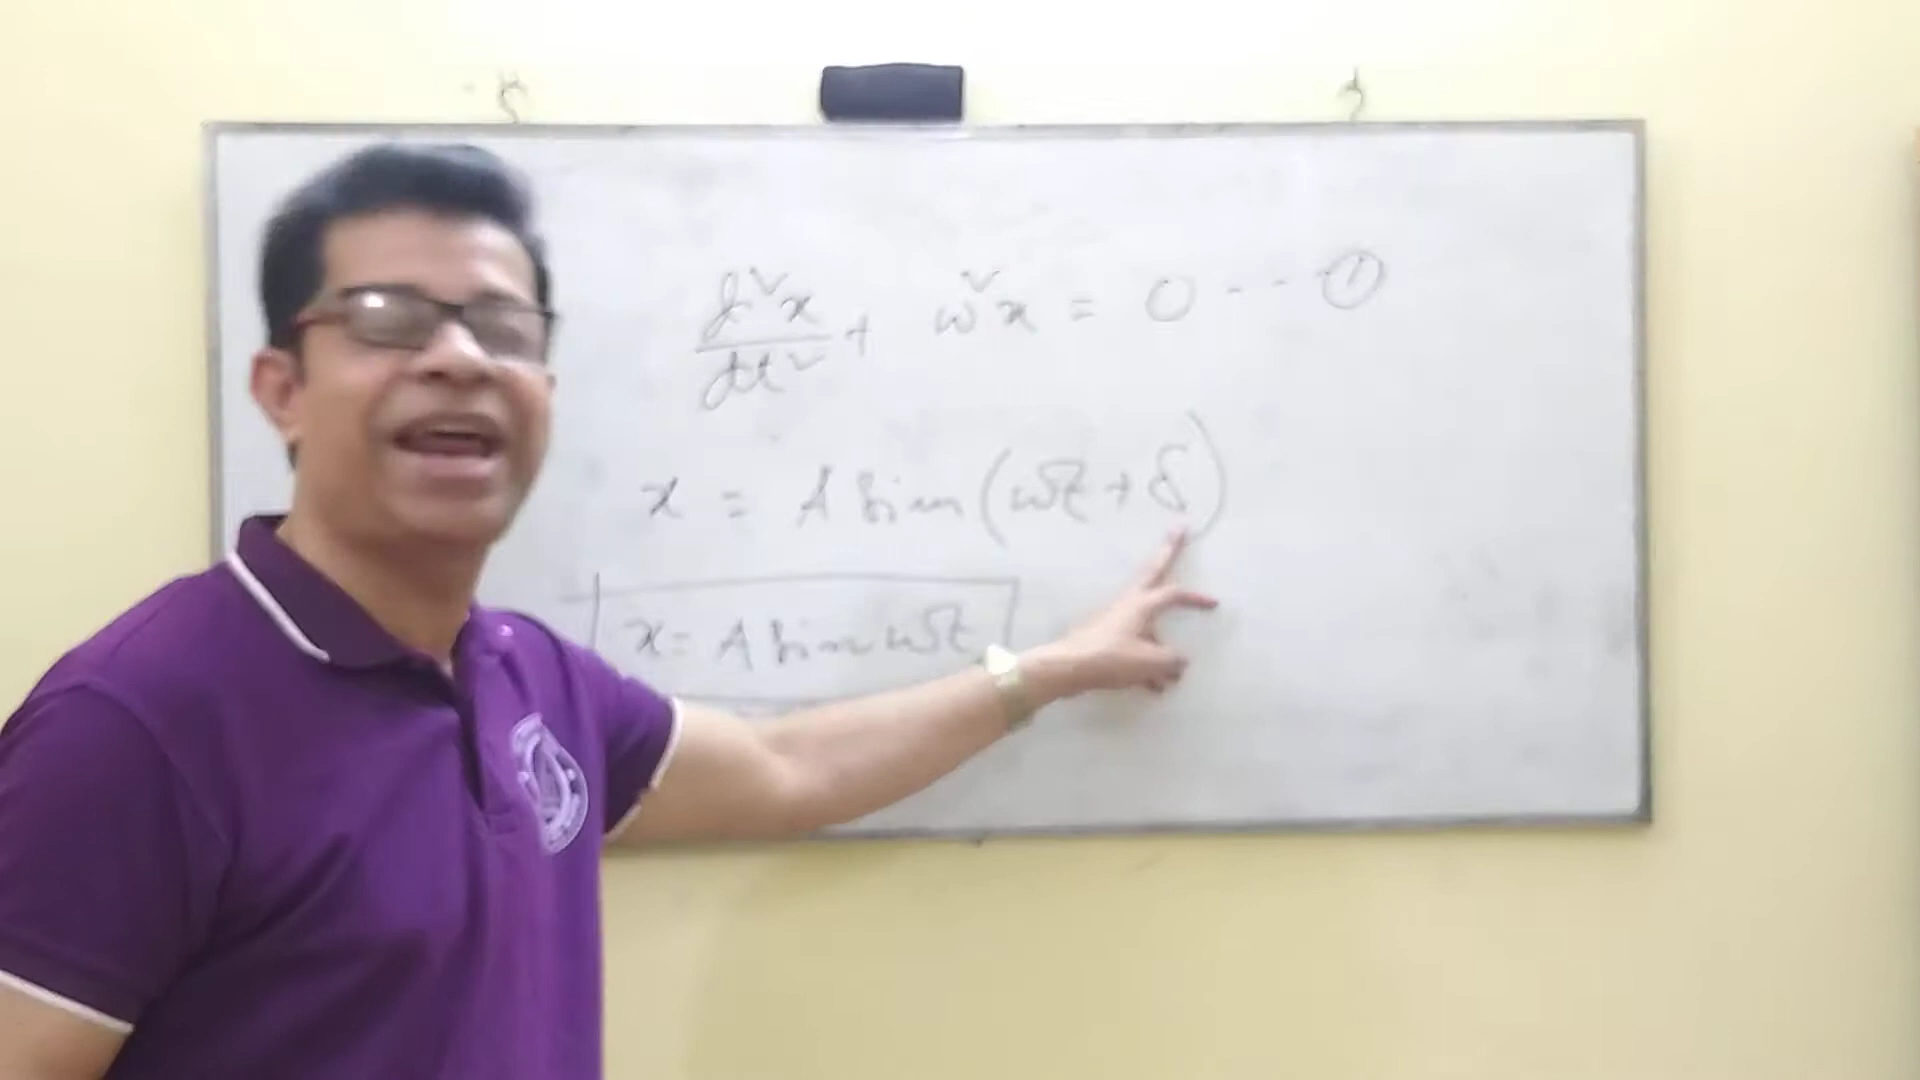 d²x/dt² + ω²x = 0 -- ①
x = A sin(ωt + δ)
x = A sin ωt